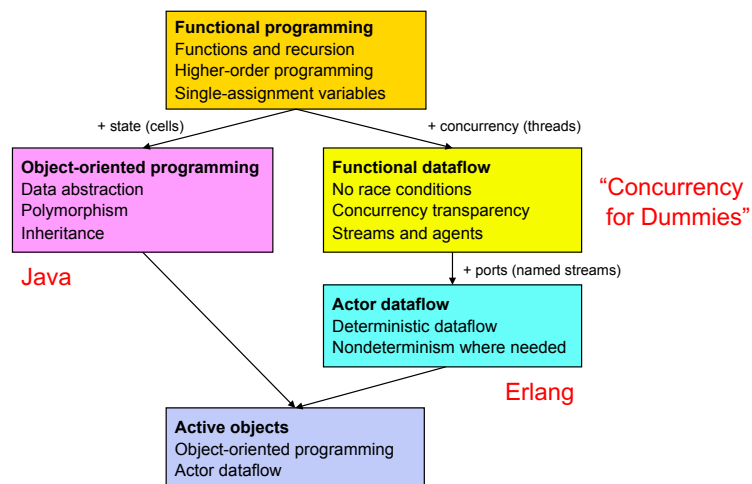 Functional programming
Functions and recursion
Higher-order programming
Single-assignment variables
+ state (cells)
+ concurrency (threads)
Object-oriented programming
Data abstraction
Polymorphism
Inheritance
Functional dataflow
No race conditions
Concurrency transparency
Streams and agents
“Concurrency
for Dummies”
Java
+ ports (named streams)
Actor dataflow
Deterministic dataflow
Nondeterminism where needed
Erlang
Active objects
Object-oriented programming
Actor dataflow